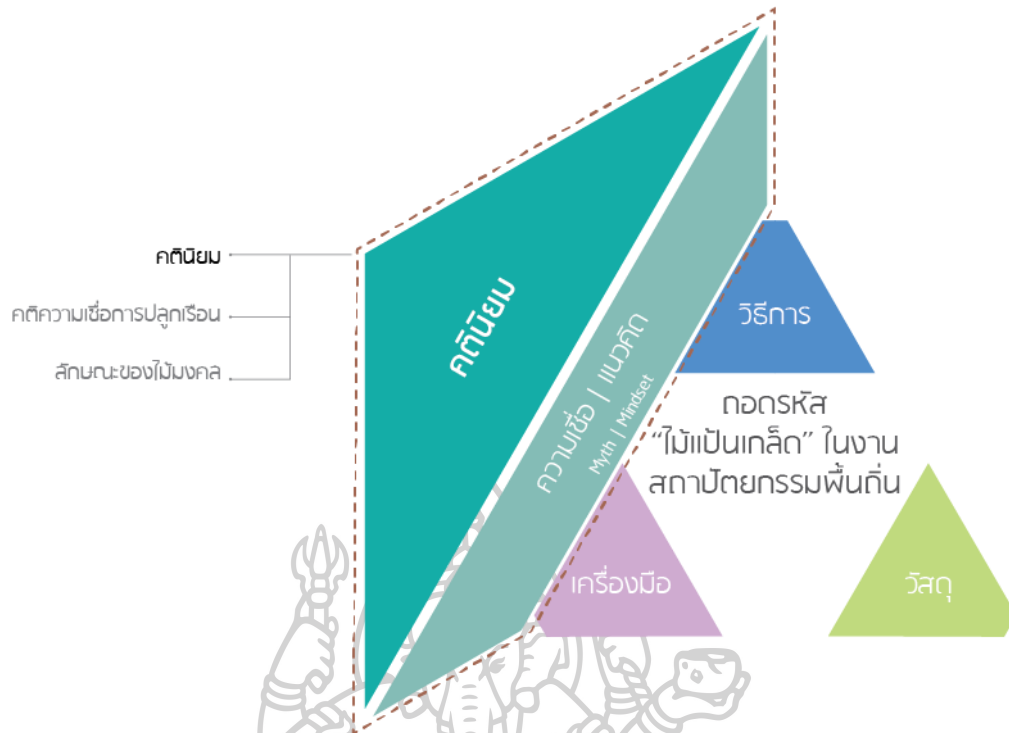 คตินิยม
คติความเชื่อการปลูกเรือน
ลักษณะของไม้มงคล
คตินิยม
ความเชื่อ | แนวคิด
Myth | Mindset
วิธีการ
ถอดรหัส
“ไม้แป้นเกล็ด” ในงาน
สถาปัตยกรรมพื้นถิ่น
เครื่องมือ
วัสดุ